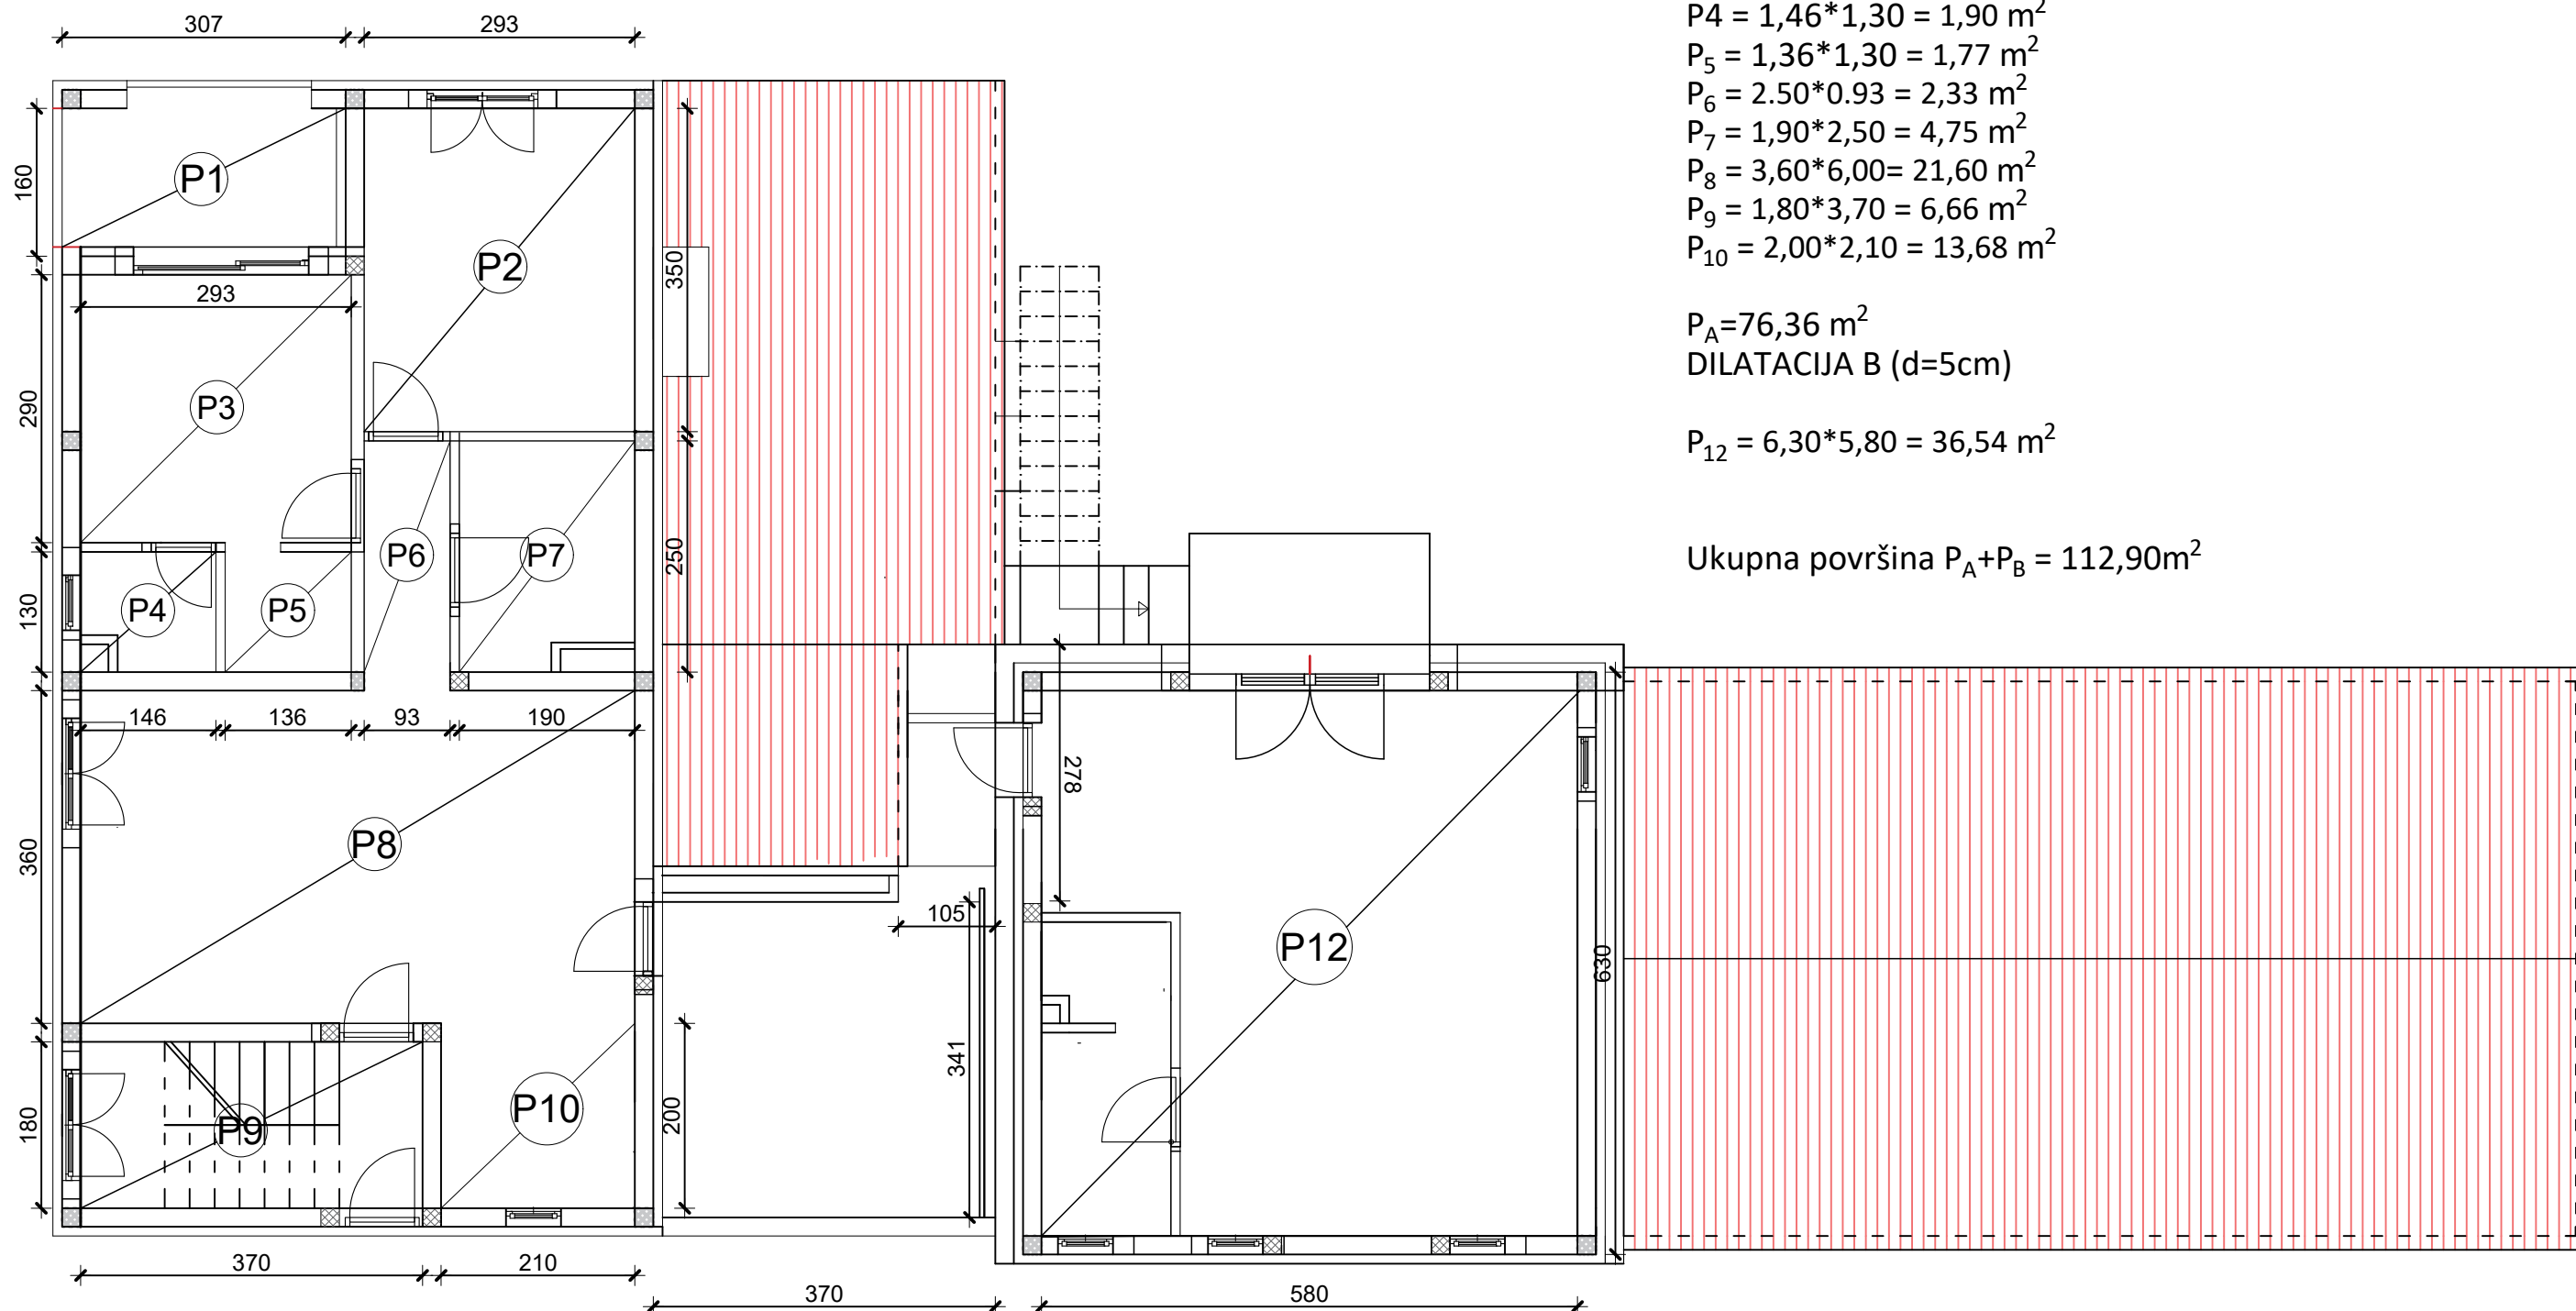 307
293
P4 = 1,46*1,30 = 1,90 m²
P₅ = 1,36*1,30 = 1,77 m²
P₆ = 2.50*0.93 = 2,33 m²
P₇ = 1,90*2,50 = 4,75 m²
P₈ = 3,60*6,00= 21,60 m²
P₉ = 1,80*3,70 = 6,66 m²
P₁₀ = 2,00*2,10 = 13,68 m²
P_A=76,36 m²
DILATACIJA B (d=5cm)
P₁₂ = 6,30*5,80 = 36,54 m²
Ukupna površina P_A+P_B = 112,90m²
160
P1
P2
350
293
290
P3
P6
P7
250
130
P4
P5
146
136
93
190
278
360
P8
105
P12
630
341
180
P9
P10
200
370
210
370
580